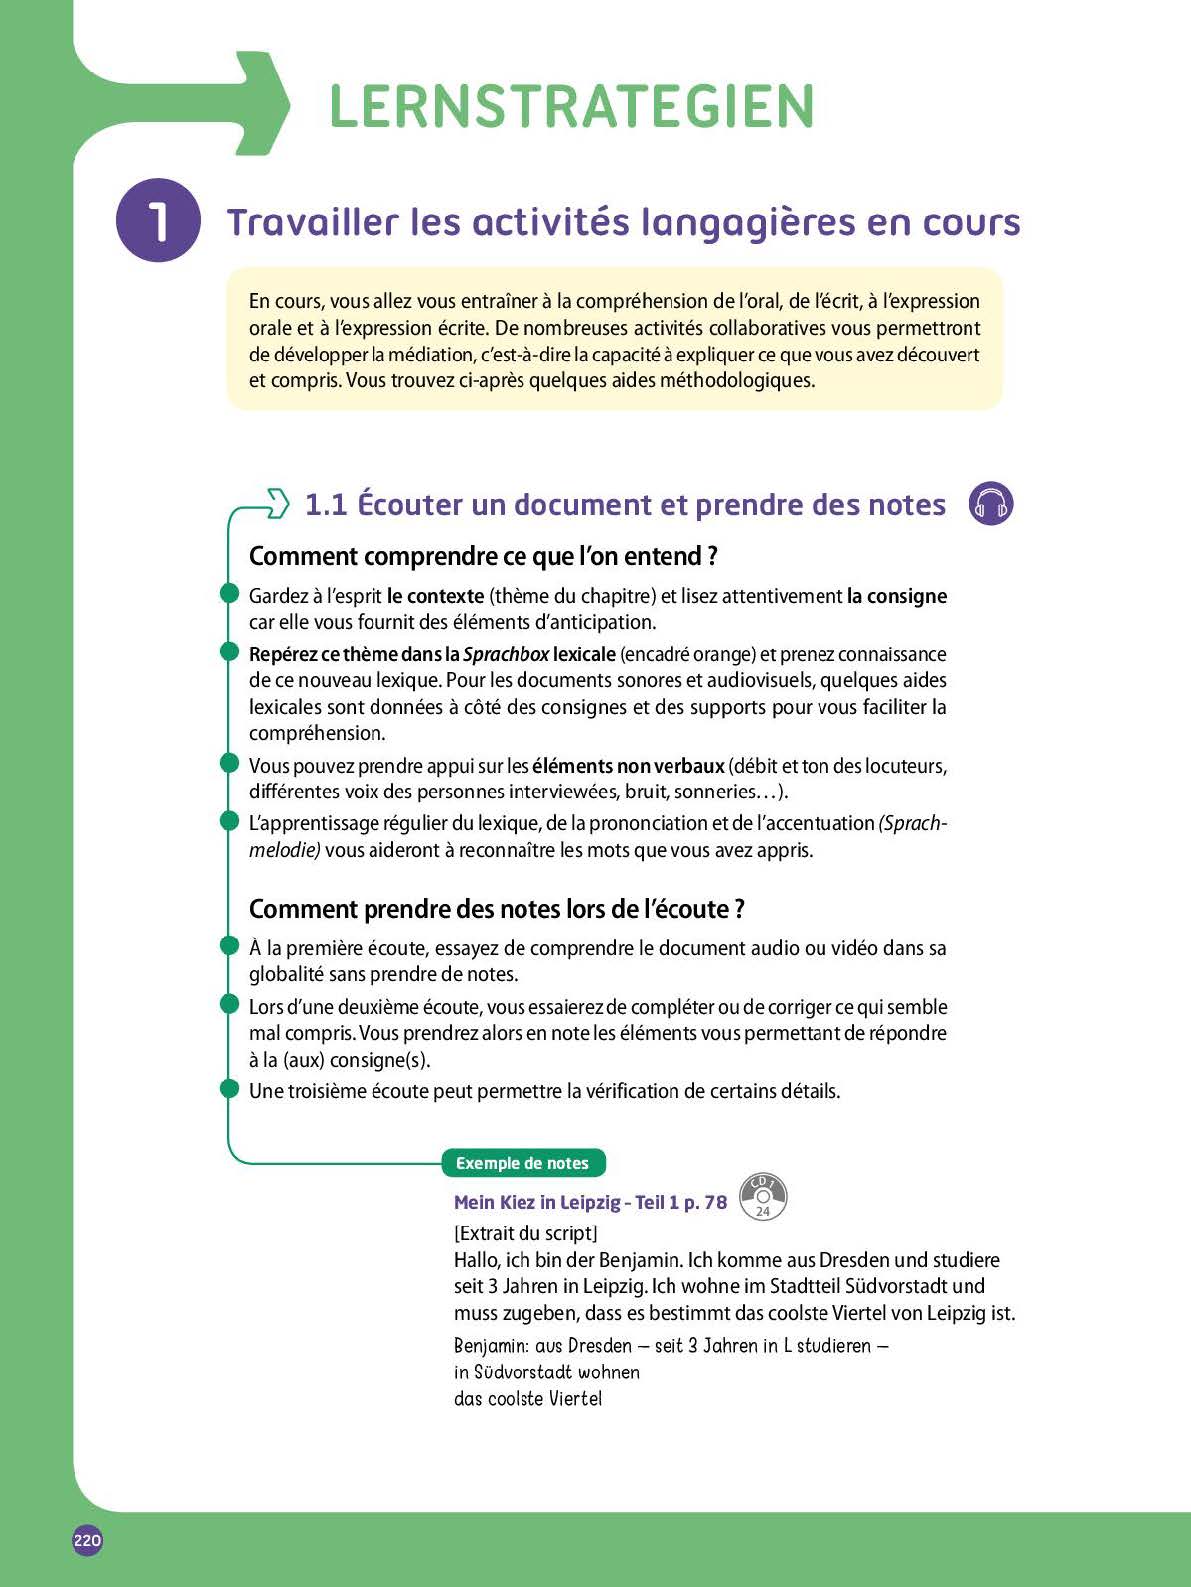 LERNSTRATEGIEN
1
Travailler les activités langagières en cours
En cours, vous allez vous entraîner à la compréhension de l'oral, de l'écrit, à l'expression
orale et à l'expression écrite. De nombreuses activités collaboratives vous permettront
de développer la médiation, c'est-à-dire la capacité à expliquer ce que vous avez découvert
et compris. Vous trouvez ci-après quelques aides méthodologiques.
1.1 Écouter un document et prendre des notes
Comment comprendre ce que l'on entend ?
Gardez à l'esprit le contexte (thème du chapitre) et lisez attentivement la consigne
car elle vous fournit des éléments d'anticipation.
Repérez ce thème dans la Sprachbox lexicale (encadré orange) et prenez connaissance
de ce nouveau lexique. Pour les documents sonores et audiovisuels, quelques aides
lexicales sont données à côté des consignes et des supports pour vous faciliter la
compréhension.
Vous pouvez prendre appui sur les éléments non verbaux (débit et ton des locuteurs,
différentes voix des personnes interviewées, bruit, sonneries…).
L'apprentissage régulier du lexique, de la prononciation et de l'accentuation (Sprach-
melodie) vous aideront à reconnaître les mots que vous avez appris.
Comment prendre des notes lors de l'écoute ?
À la première écoute, essayez de comprendre le document audio ou vidéo dans sa
globalité sans prendre de notes.
Lors d'une deuxième écoute, vous essaierez de compléter ou de corriger ce qui semble
mal compris. Vous prendrez alors en note les éléments vous permettant de répondre
à la (aux) consigne(s).
Une troisième écoute peut permettre la vérification de certains détails.
Exemple de notes
Mein Kiez in Leipzig - Teil 1 p. 78
CD 1
24
[Extrait du script]
Hallo, ich bin der Benjamin. Ich komme aus Dresden und studiere
seit 3 Jahren in Leipzig. Ich wohne im Stadtteil Südvorstadt und
muss zugeben, dass es bestimmt das coolste Viertel von Leipzig ist.
Benjamin: aus Dresden – seit 3 Jahren in L studieren –
in Südvorstadt wohnen
das coolste Viertel
220